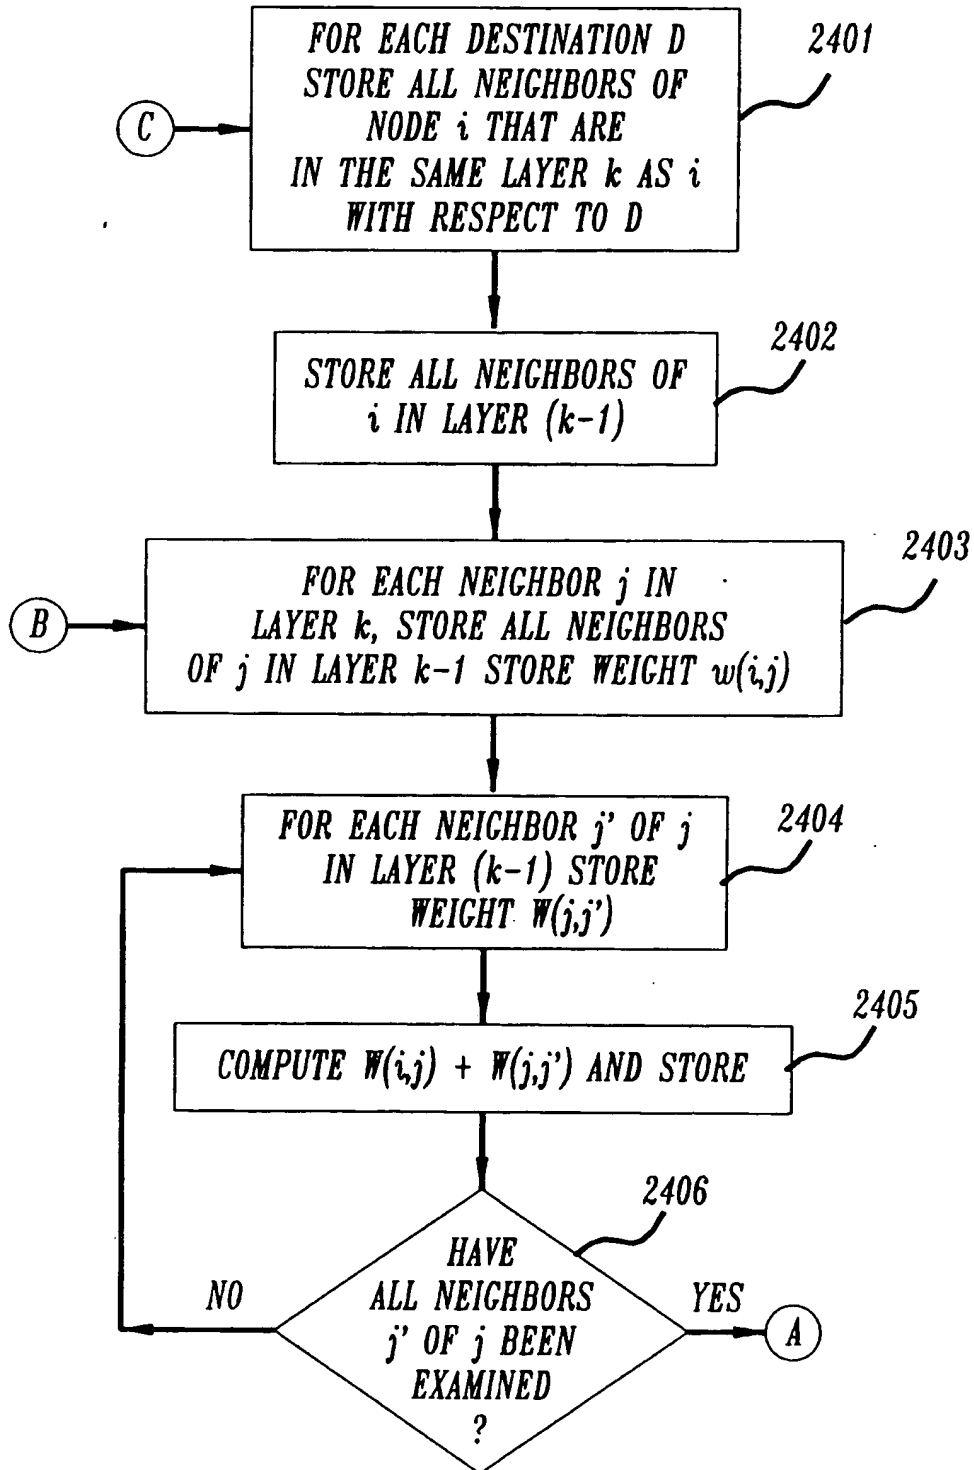 FOR EACH DESTINATION D
STORE ALL NEIGHBORS OF
NODE i THAT ARE
IN THE SAME LAYER k AS i
WITH RESPECT TO D
2401
C
STORE ALL NEIGHBORS OF
i IN LAYER (k-1)
2402
FOR EACH NEIGHBOR j IN
LAYER k, STORE ALL NEIGHBORS
OF j IN LAYER k-1 STORE WEIGHT w(i,j)
2403
B
FOR EACH NEIGHBOR j' OF j
IN LAYER (k-1) STORE
WEIGHT W(j,j')
2404
COMPUTE W(i,j) + W(j,j') AND STORE
2405
HAVE
ALL NEIGHBORS
j' OF j BEEN
EXAMINED
?
2406
NO
YES
A